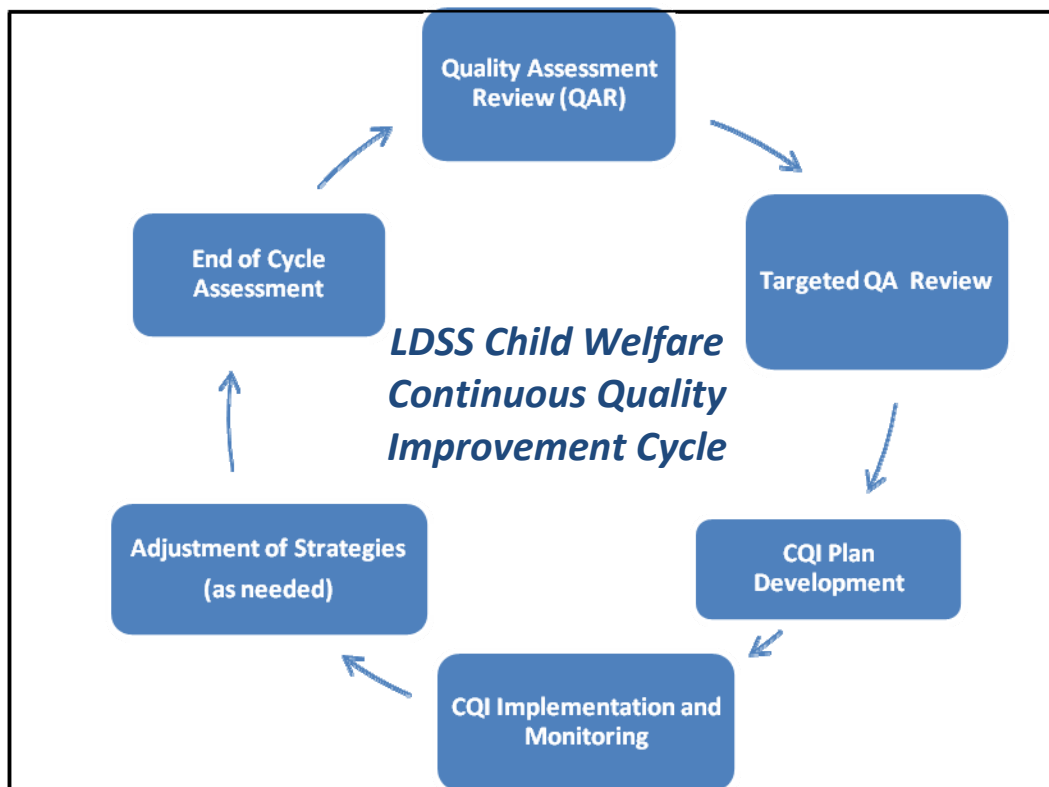 Quality Assessment
Review (QAR)
Targeted QA Review
CQI Plan
Development
CQI Implementation and
Monitoring
Adjustment of Strategies
(as needed)
End of Cycle
Assessment
LDSS Child Welfare
Continuous Quality
Improvement Cycle